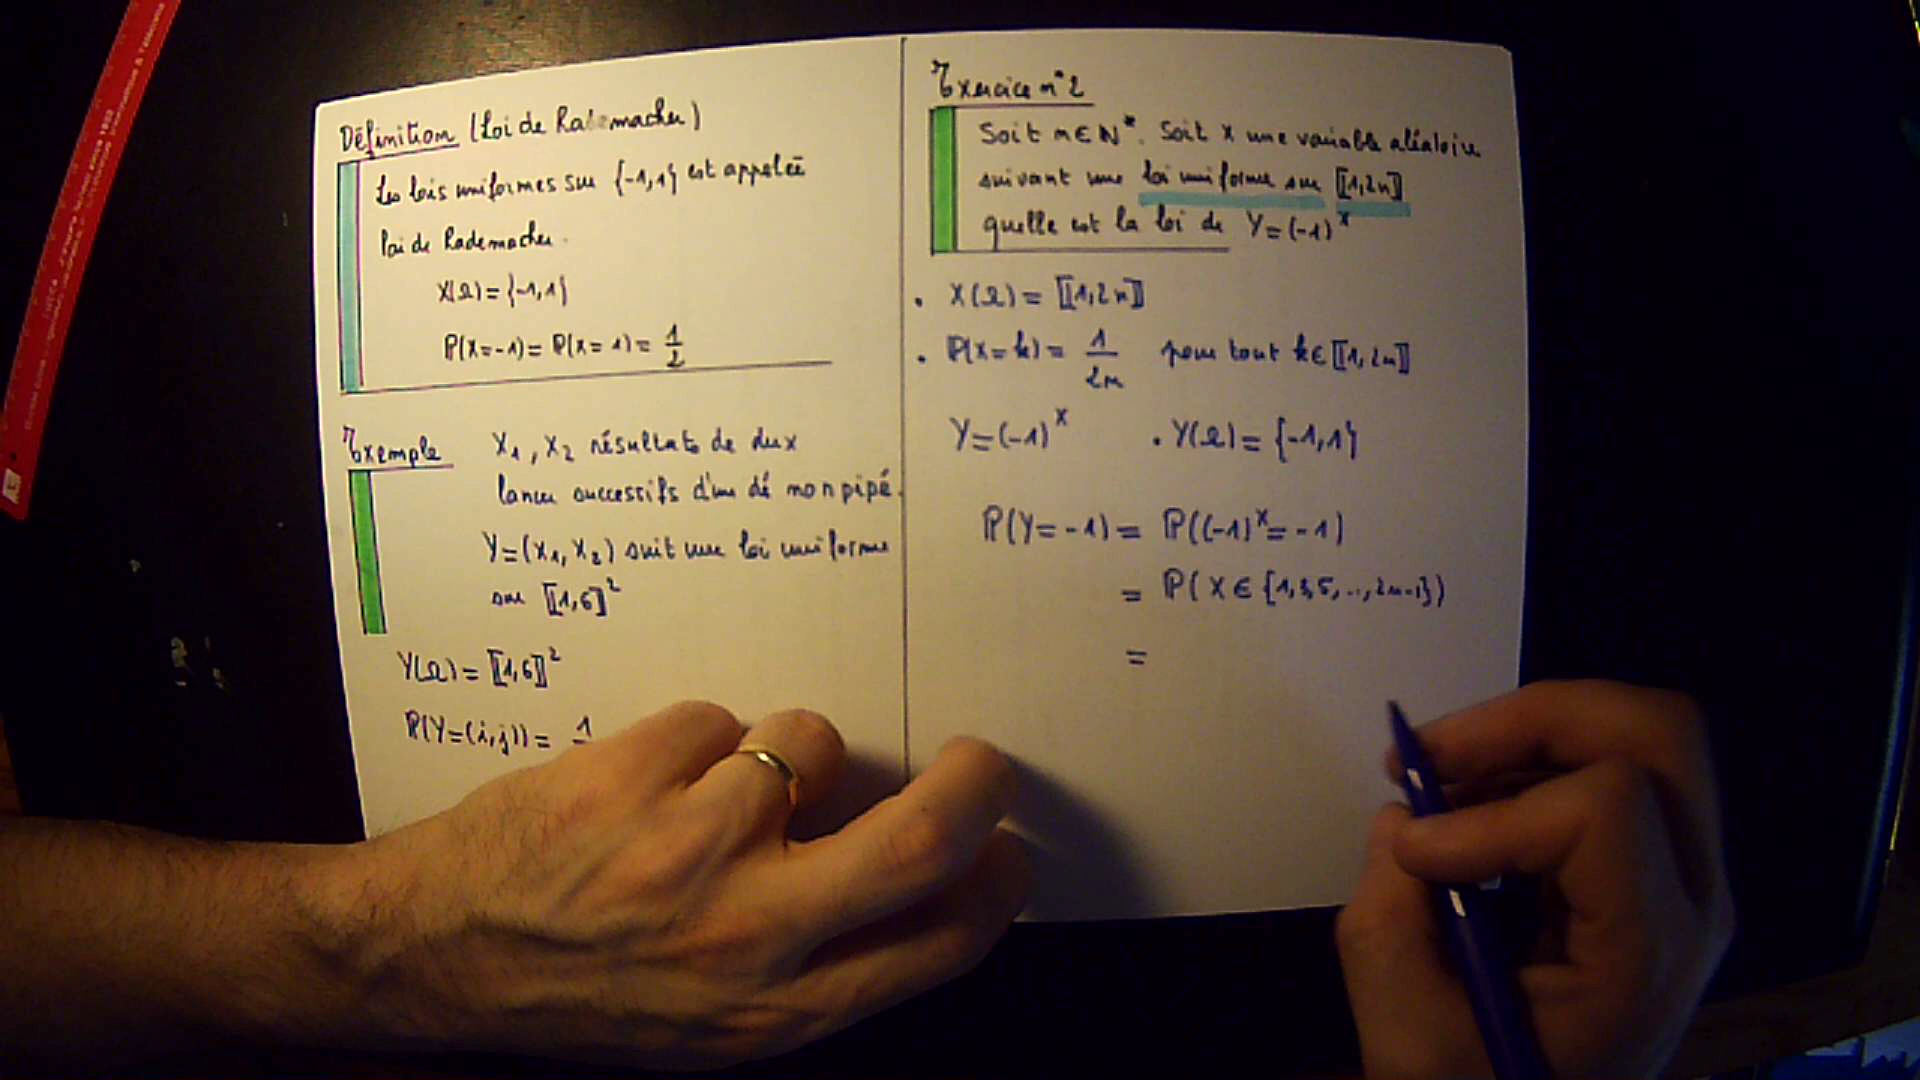 Définition (Loi de Rademacher)
Les lois uniformes sur {-1,1} est appeleé
loi de Rademacher.
X(Ω) = {-1,1}
P(X=-1) = P(X=1) = 1/2
Exemple X₁, X₂ résultats de deux
lancer successifs d'un dé non pipé.
Y=(X₁,X₂) suit une loi uniforme
sur ⟦1,6⟧²
Y(Ω) = ⟦1,6⟧²
P(Y=(i,j)) = 1
Exercice n°2
Soit n∈N*. Soit X une variable aléatoire
suivant une loi uniforme sur ⟦1,2n⟧
quelle est la loi de Y=(-1)^X
• X(Ω) = ⟦1,2n⟧
• P(X=k) = 1/2n pour tout k∈⟦1,2n⟧
Y=(-1)^X • Y(Ω) = {-1,1}
P(Y=-1) = P((-1)^X = -1)
= P(X∈{1,3,5,...,2n-1})
=